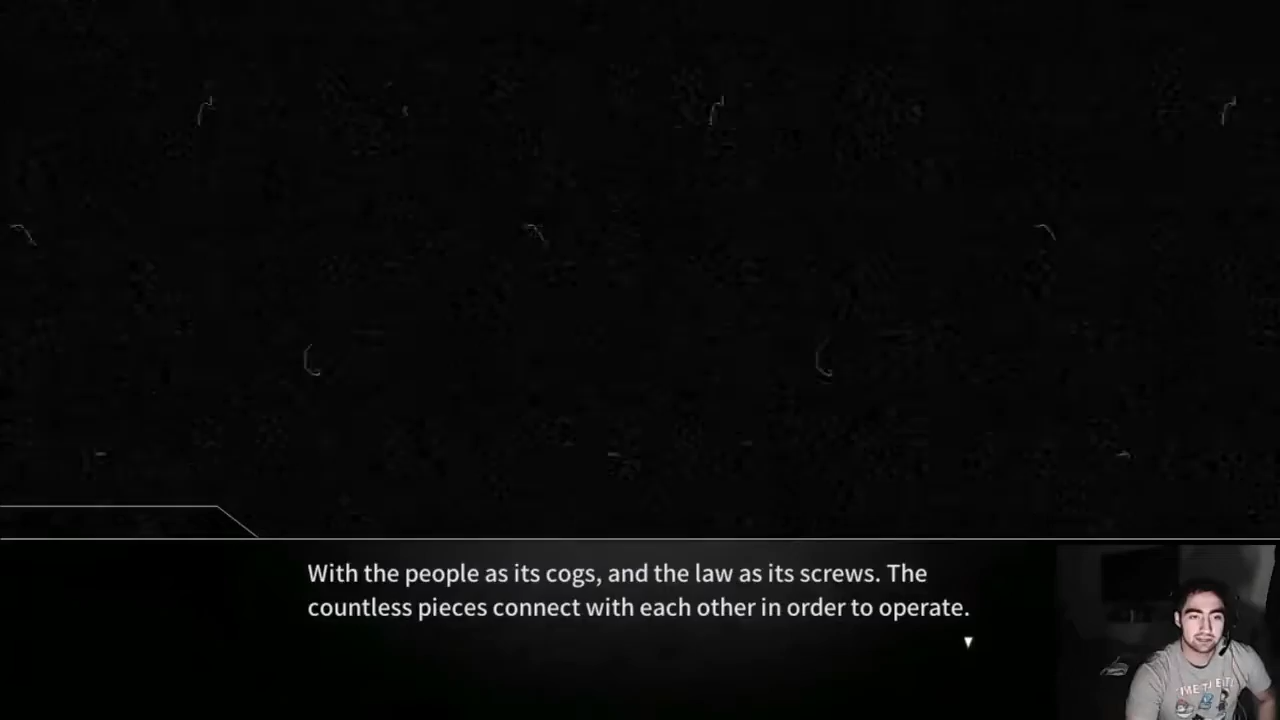 With the people as its cogs, and the law as its screws. The
countless pieces connect with each other in order to operate.